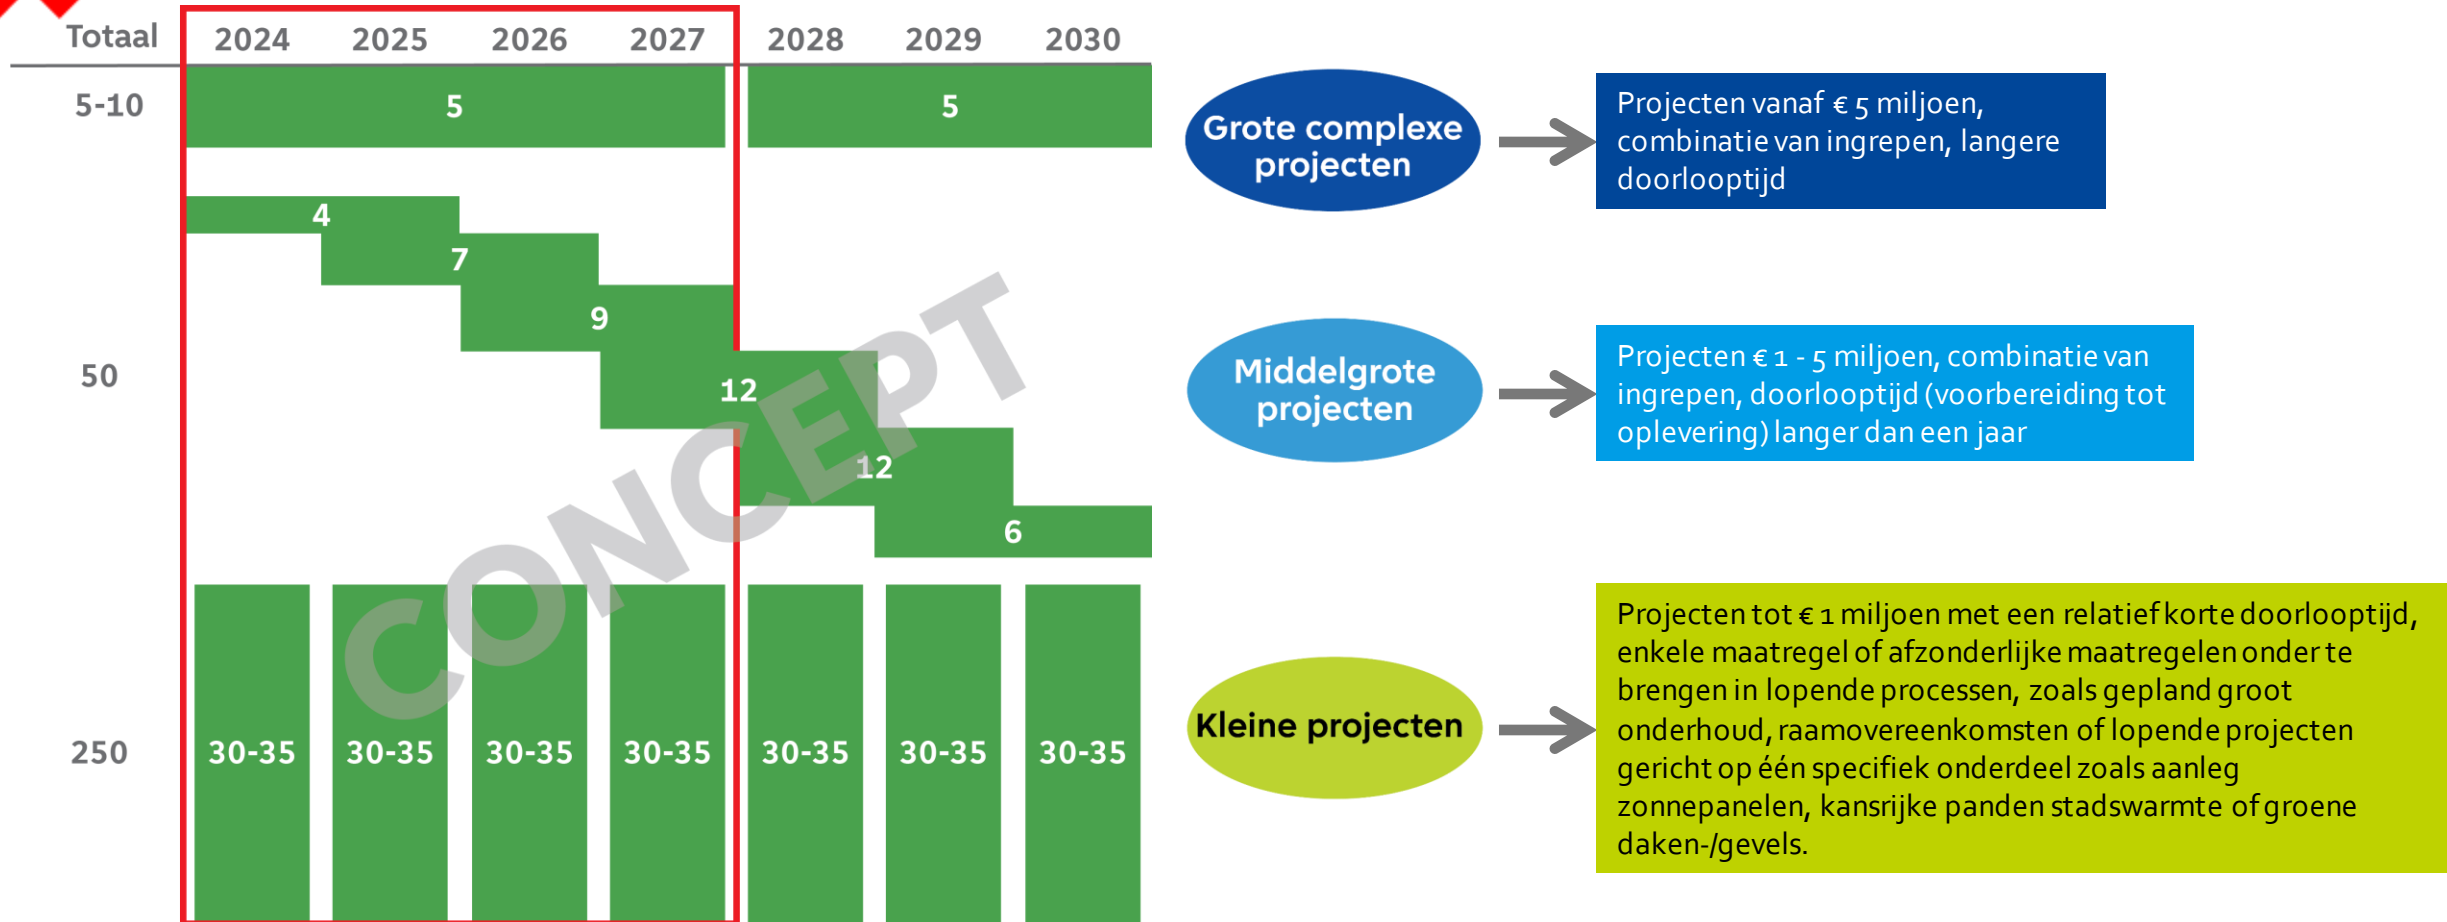 Totaal 2024 2025 2026 2027 2028 2029 2030
5-10 5 5
4
7
9
50 12
12
6
250 30-35 30-35 30-35 30-35 30-35 30-35 30-35
CONCEPT
Grote complexe
projecten
Projecten vanaf € 5 miljoen,
combinatie van ingrepen, langere
doorlooptijd
Middelgrote
projecten
Projecten € 1 - 5 miljoen, combinatie van
ingrepen, doorlooptijd (voorbereiding tot
oplevering) langer dan een jaar
Kleine projecten
Projecten tot € 1 miljoen met een relatief korte doorlooptijd,
enkele maatregel of afzonderlijke maatregelen onder te
brengen in lopende processen, zoals gepland groot
onderhoud, raamovereenkomsten of lopende projecten
gericht op één specifiek onderdeel zoals aanleg
zonnepanelen, kansrijke panden stadswarmte of groene
daken-/gevels.